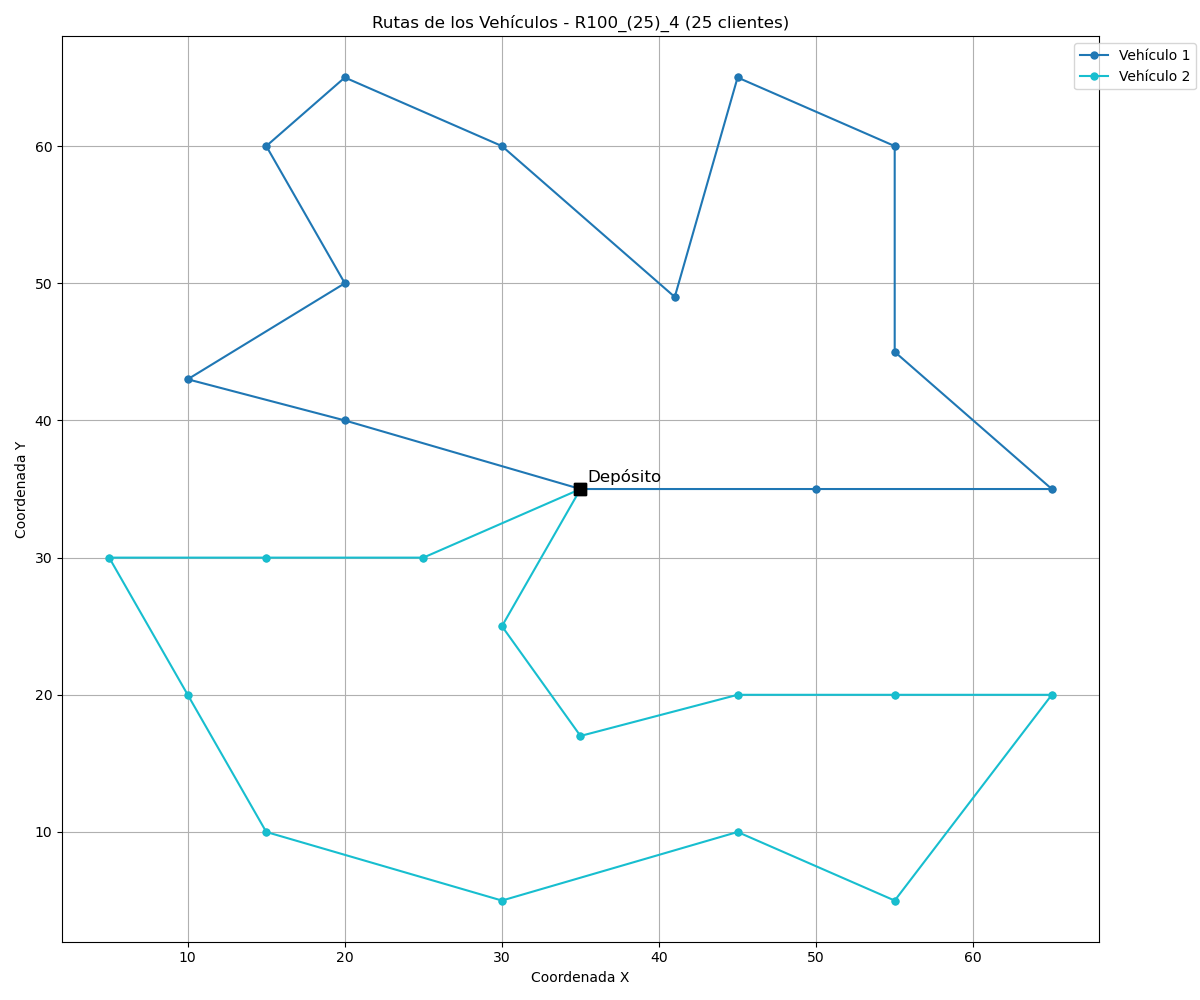 Rutas de los Vehículos - R100_(25)_4 (25 clientes)
Vehículo 1
Vehículo 2
60
50
40
30
20
10
Coordenada Y
Depósito
10 20 30 40 50 60
Coordenada X